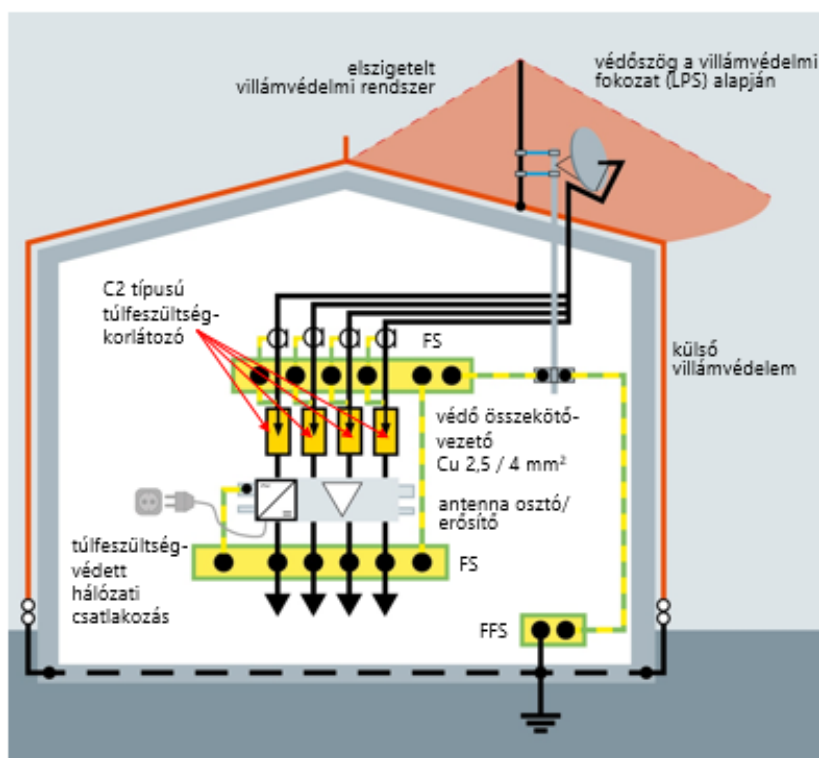 elszigetelt
villámvédelmi rendszer
védőszög a villámvédelmi
fokozat (LPS) alapján
C2 típusú
túlfeszültség-
korlátozó
FS
külső
villámvédelem
védő összekötő-
vezető
Cu 2,5 / 4 mm²
antenna osztó/
erősítő
túlfeszültség-
védett
hálózati
csatlakozás
FS
FFS